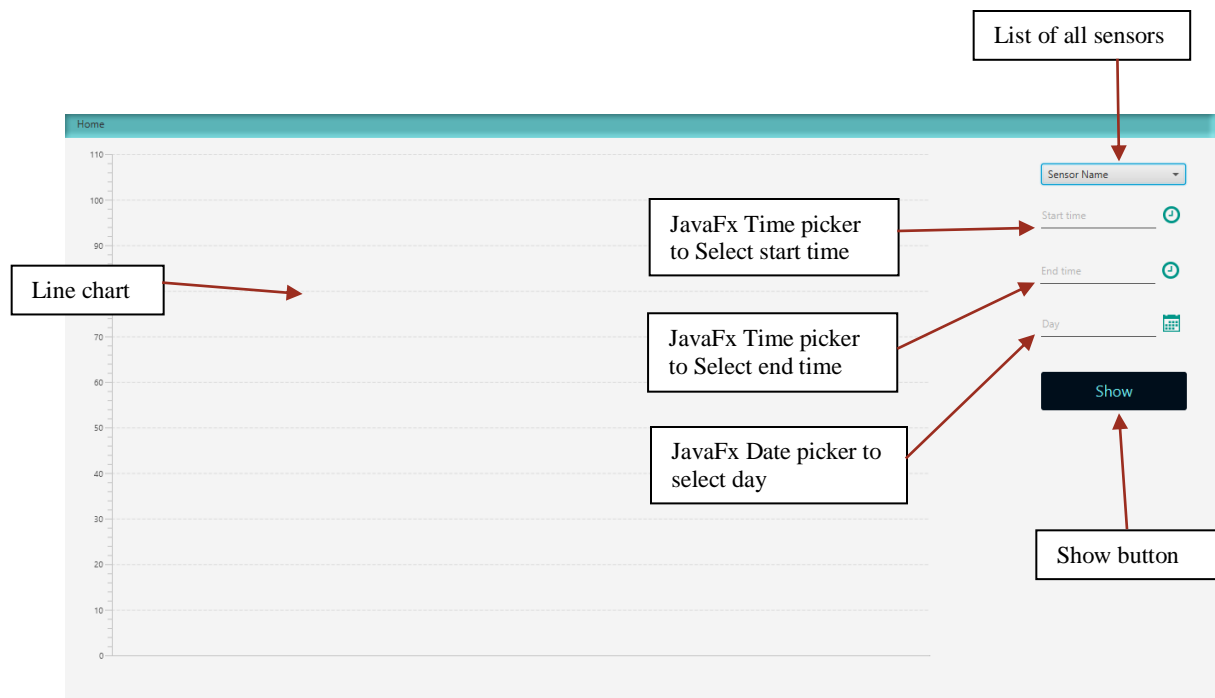 List of all sensors
Home
110
100
90
70
60
50
40
30
20
10
0
Line chart
JavaFx Time picker
to Select start time
JavaFx Time picker
to Select end time
JavaFx Date picker to
select day
Sensor Name
Start time
End time
Day
Show
Show button